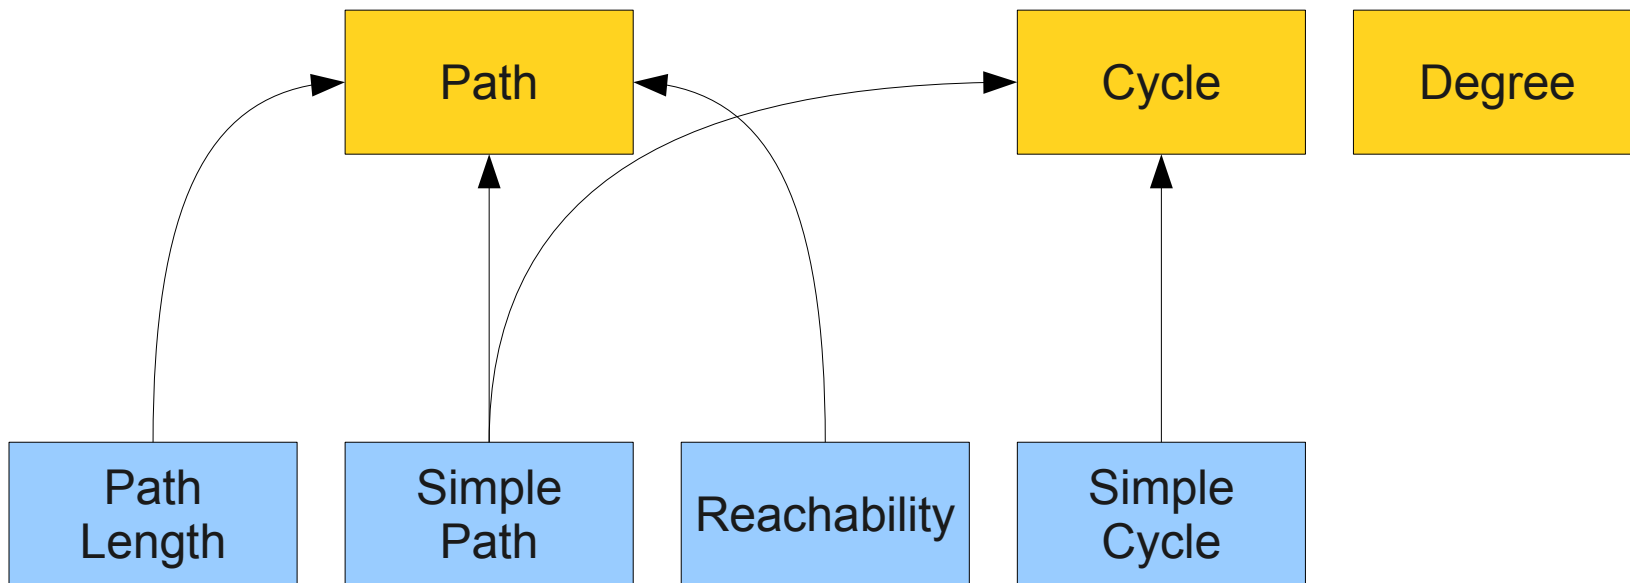 Path
Cycle
Degree
Path
Length
Simple
Path
Reachability
Simple
Cycle